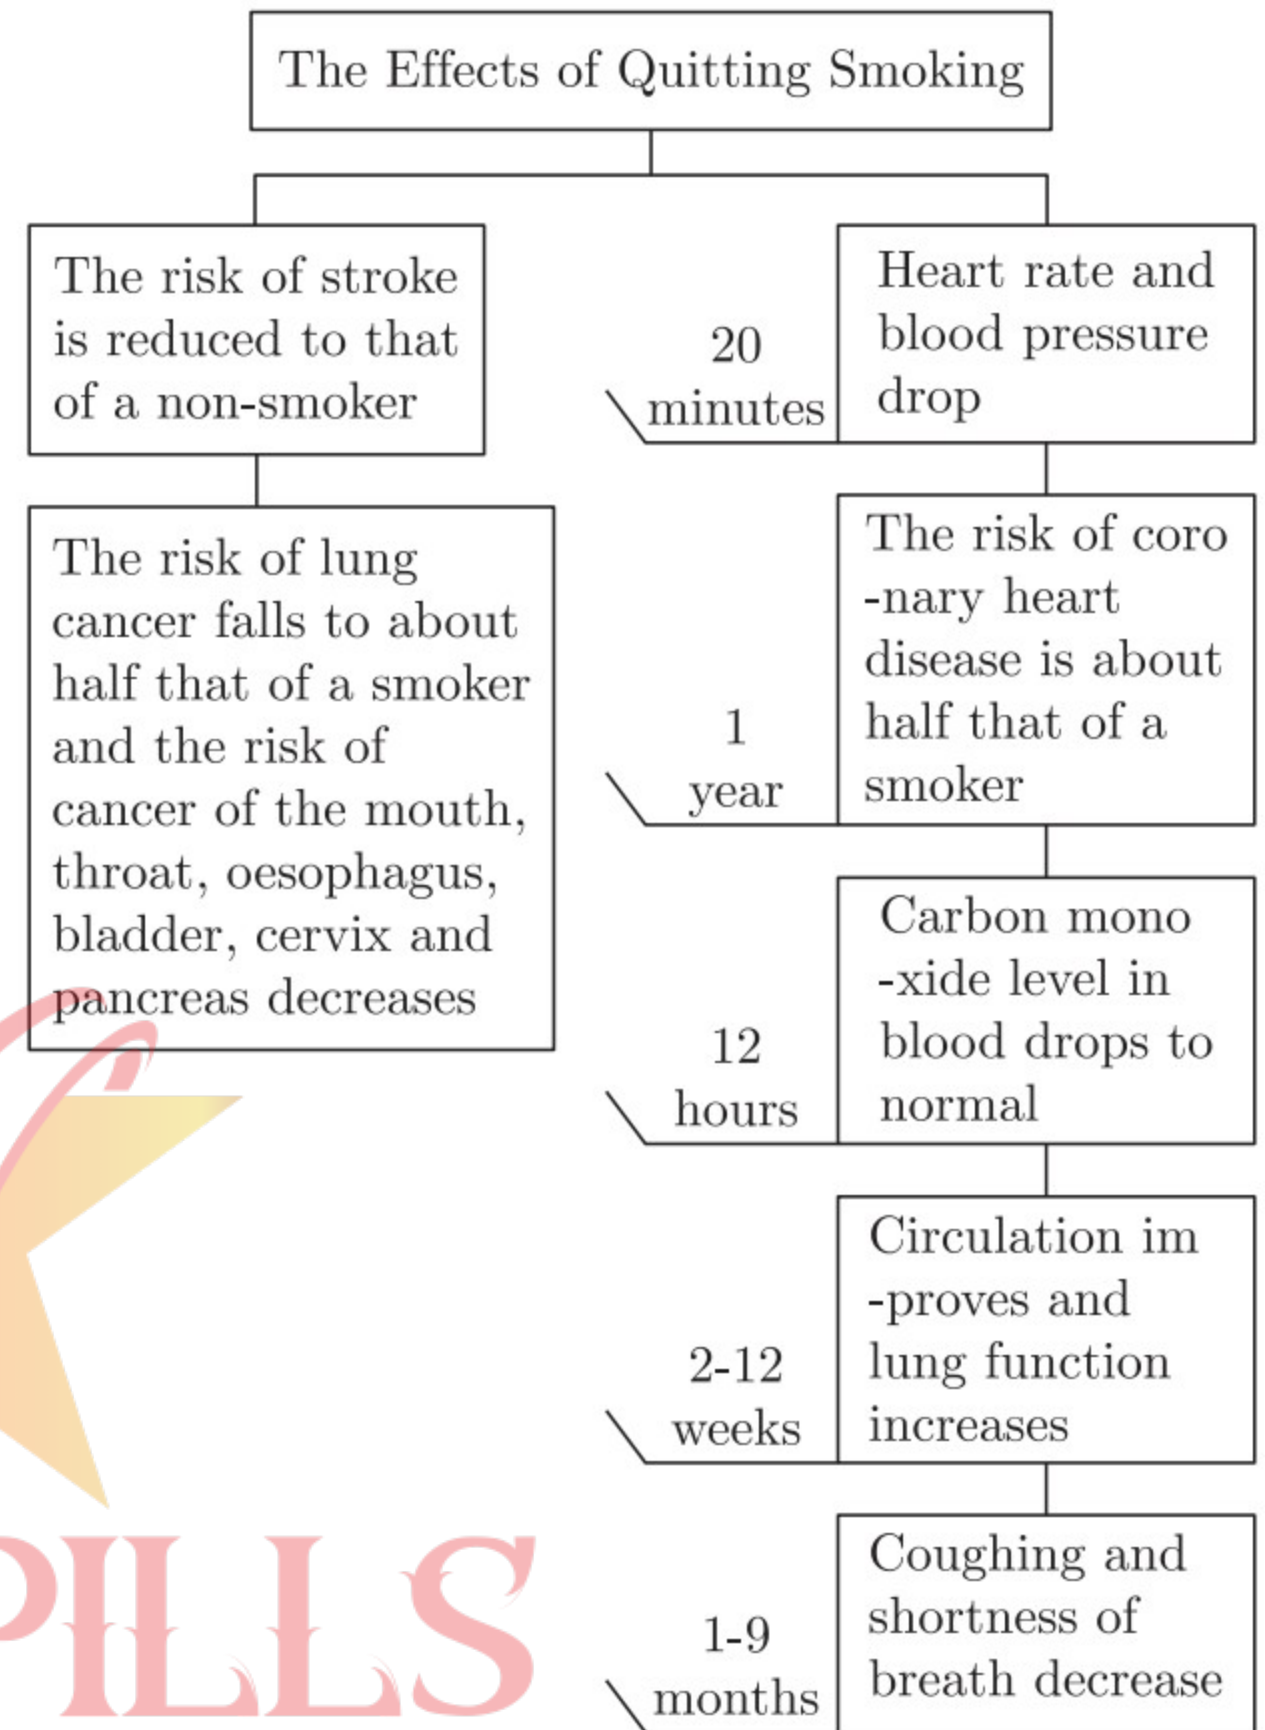 The Effects of Quitting Smoking
The risk of stroke
is reduced to that
of a non-smoker
The risk of lung
cancer falls to about
half that of a smoker
and the risk of
cancer of the mouth,
throat, oesophagus,
bladder, cervix and
pancreas decreases
20
minutes
Heart rate and
blood pressure
drop
1
year
The risk of coro
-nary heart
disease is about
half that of a
smoker
12
hours
Carbon mono
-xide level in
blood drops to
normal
2-12
weeks
Circulation im
-proves and
lung function
increases
1-9
months
Coughing and
shortness of
breath decrease
PILLS